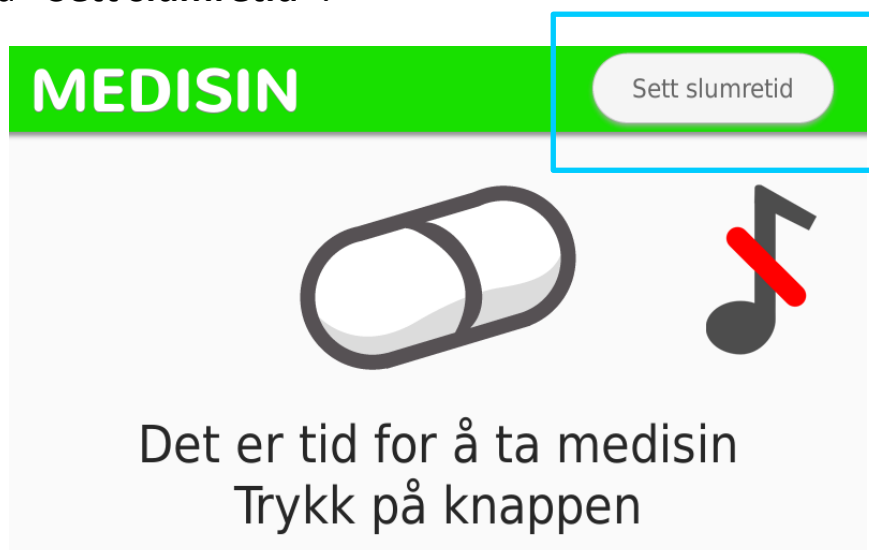 MEDISIN
Sett slumretid
Det er tid for å ta medisin
Trykk på knappen